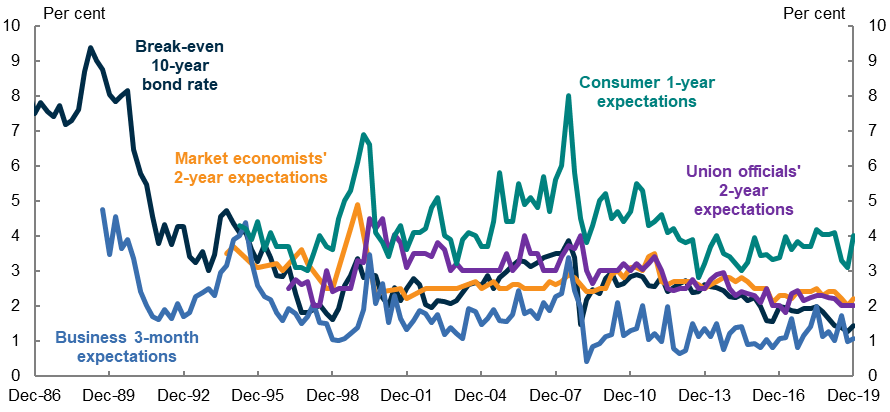 Per cent
Per cent
10
10
9
9
8
8
7
7
6
6
5
5
4
4
3
3
2
2
1
1
0
0
Break-even
10-year
bond rate
Consumer 1-year
expectations
Market economists'
2-year expectations
Union officials'
2-year
expectations
Business 3-month
expectations
Dec-86
Dec-89
Dec-92
Dec-95
Dec-98
Dec-01
Dec-04
Dec-07
Dec-10
Dec-13
Dec-16
Dec-19